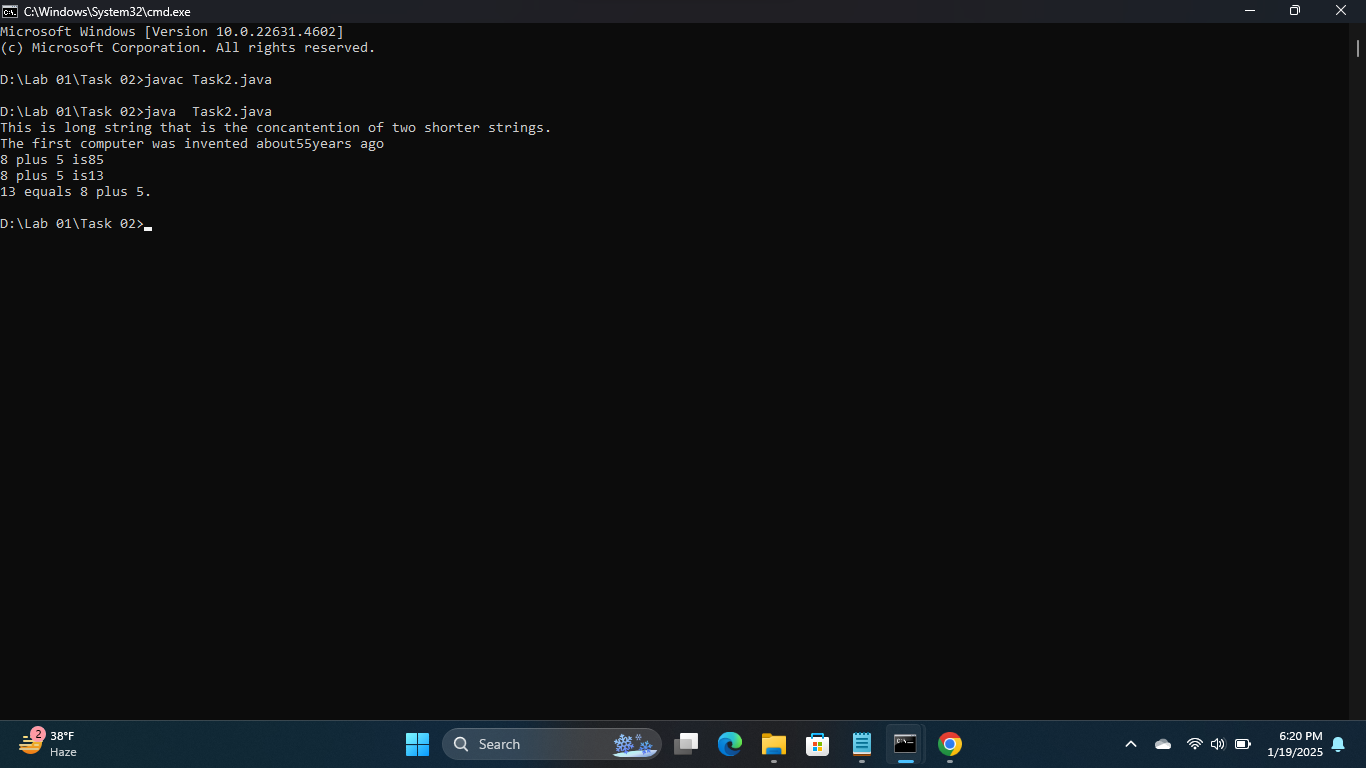 C:\Windows\System32\cmd.exe
Microsoft Windows [Version 10.0.22631.4602]
(c) Microsoft Corporation. All rights reserved.
D:\Lab 01\Task 02>javac Task2.java
D:\Lab 01\Task 02>java  Task2.java
This is long string that is the concantention of two shorter strings.
The first computer was invented about55years ago
8 plus 5 is85
8 plus 5 is13
13 equals 8 plus 5.
D:\Lab 01\Task 02>
2
38°F
Haze
Search
6:20 PM
1/19/2025